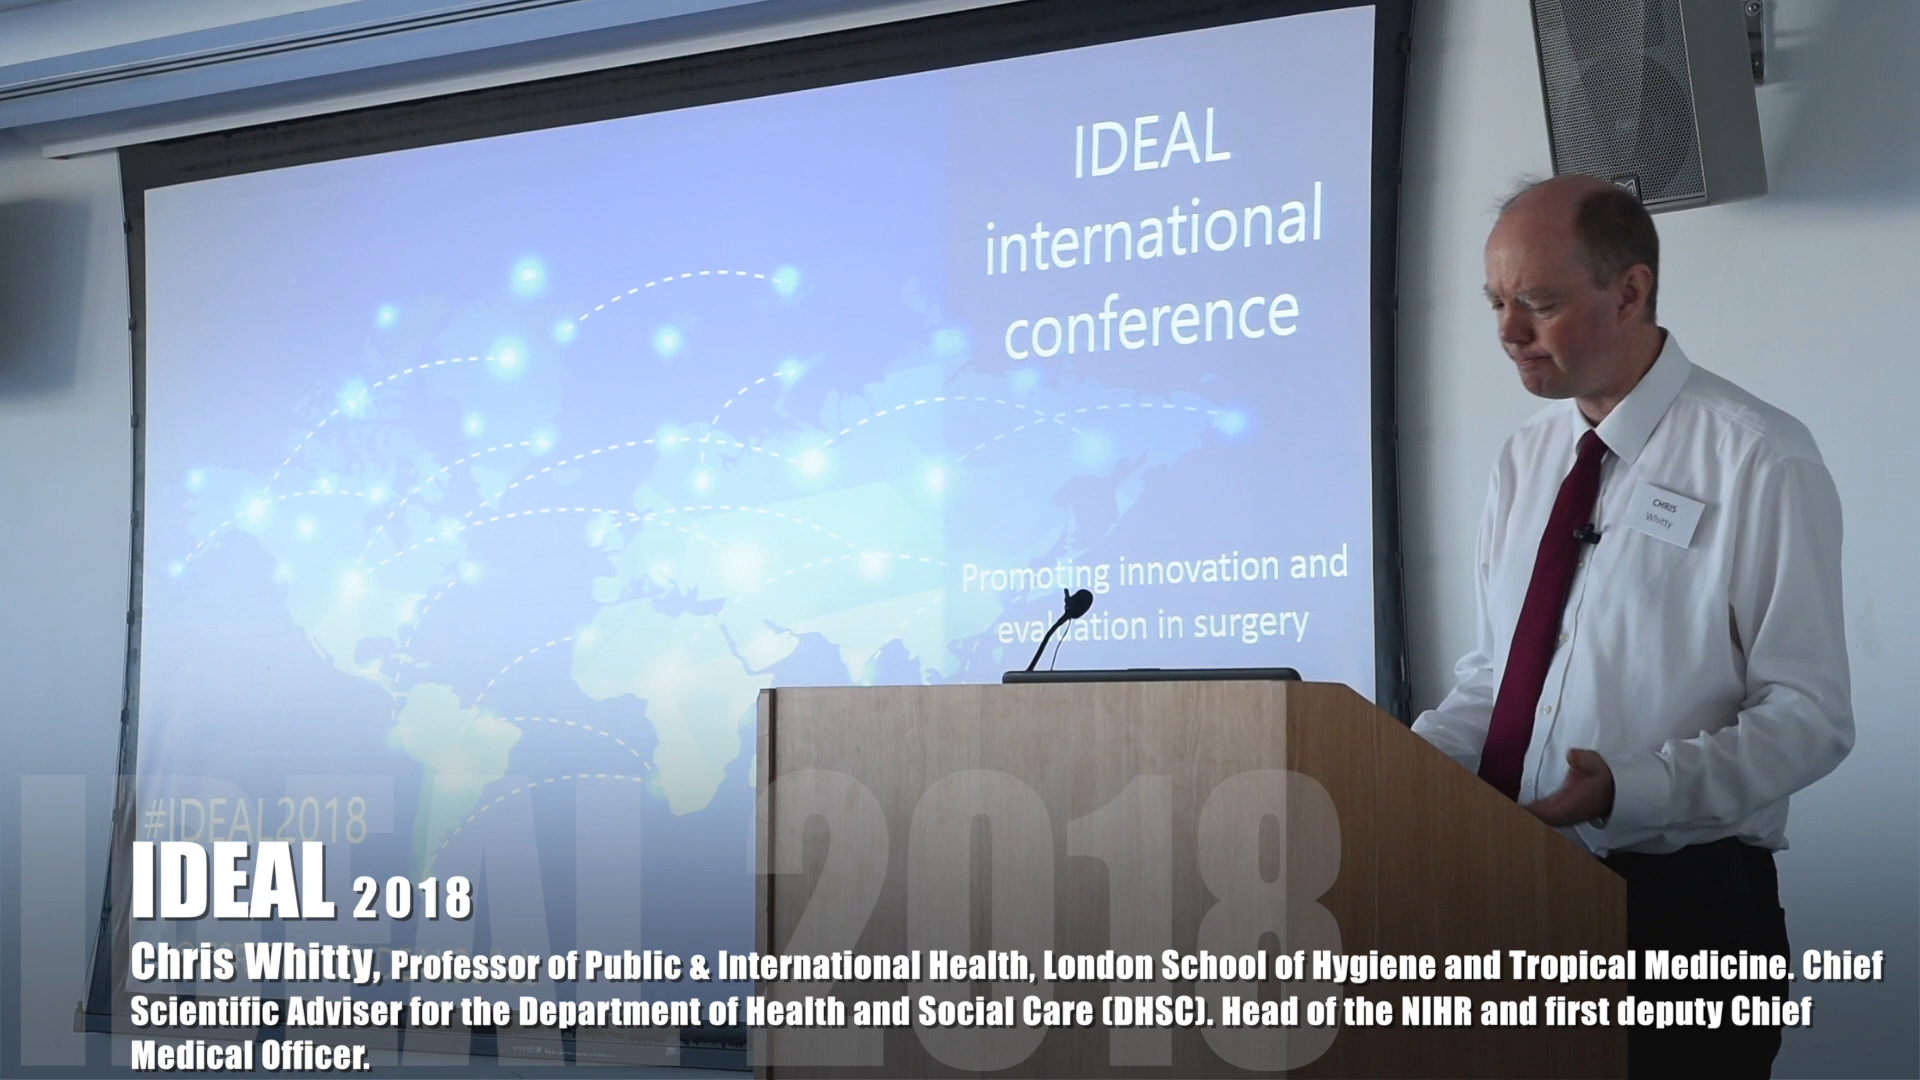 IDEAL
international
conference
CHRIS
Whitty
Promoting innovation and
evaluation in surgery
#IDEAL2018
IDEAL 2018
IDEAL 2018
Chris Whitty, Professor of Public & International Health, London School of Hygiene and Tropical Medicine. Chief
Scientific Adviser for the Department of Health and Social Care (DHSC). Head of the NIHR and first deputy Chief
Medical Officer.